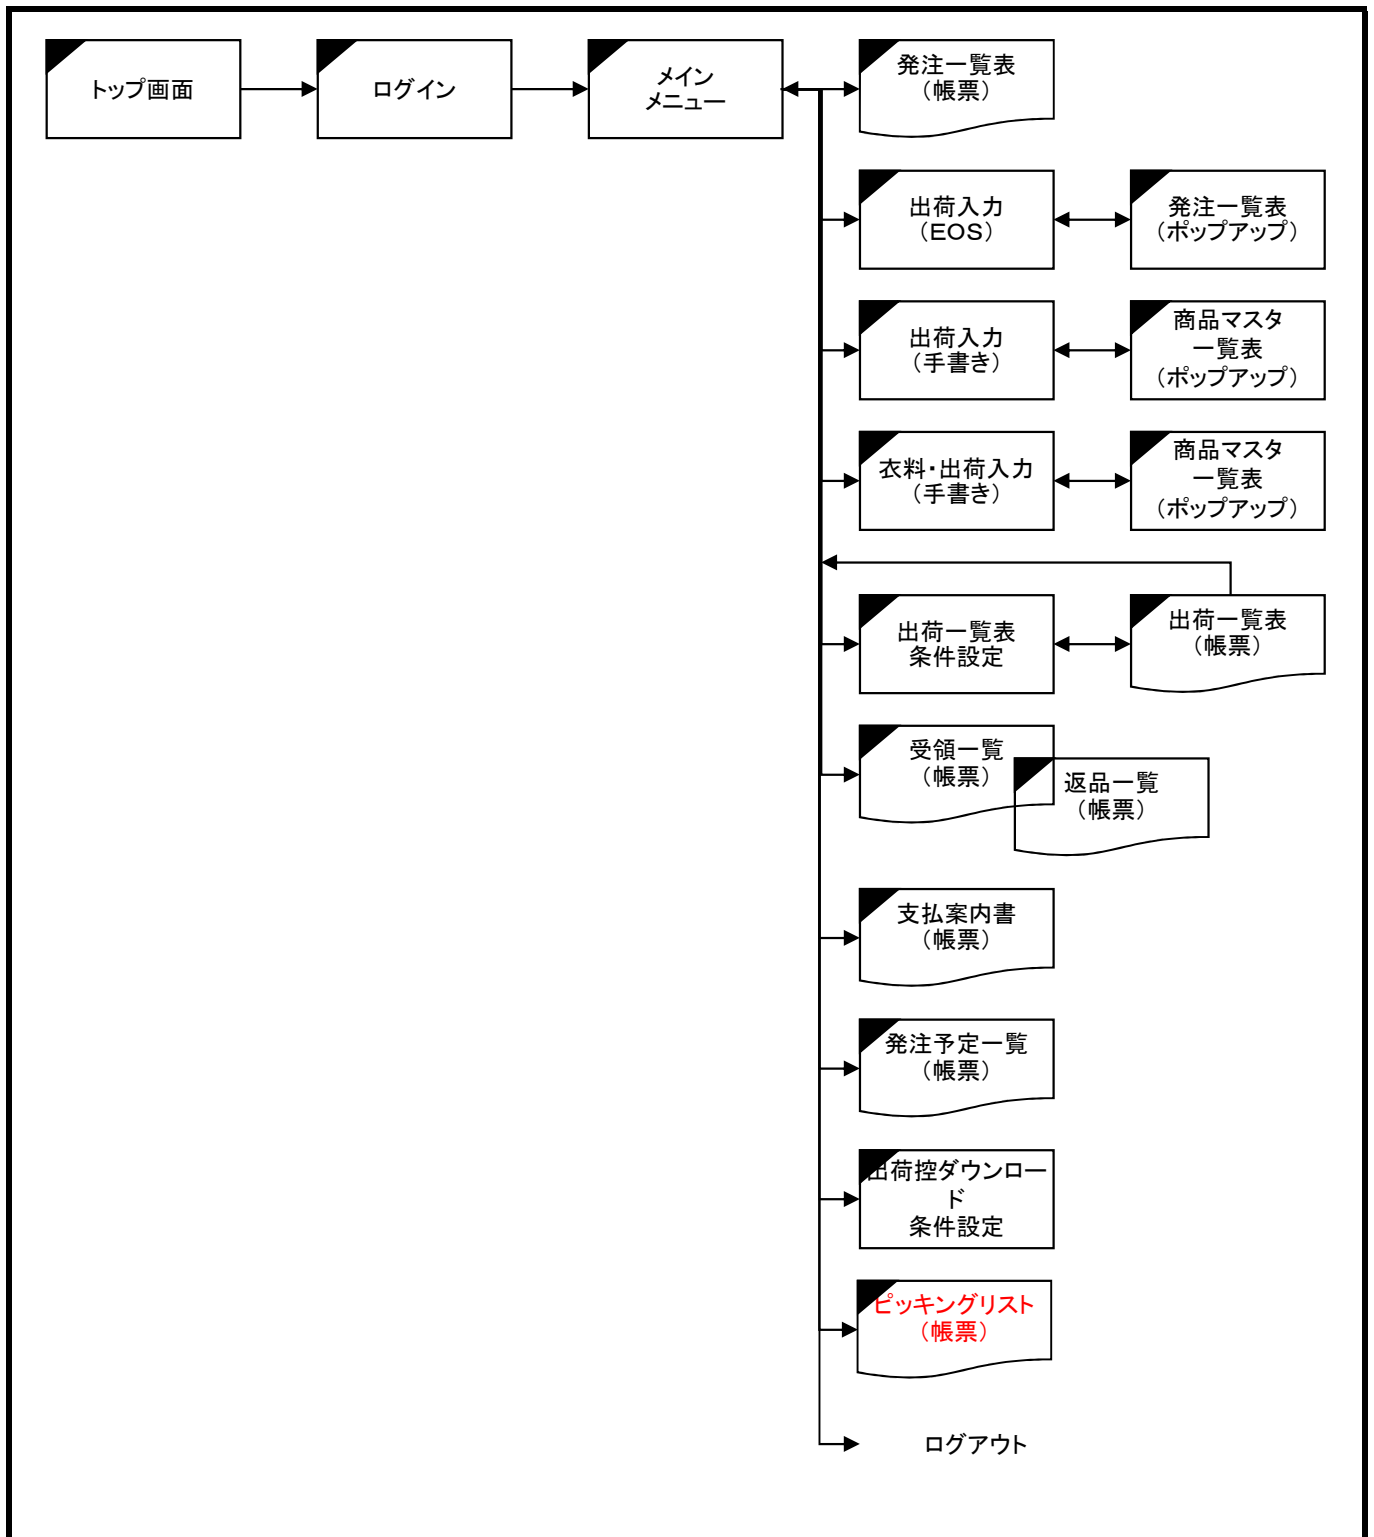 トップ画面
ログイン
メイン
メニュー
発注一覧表
（帳票）
出荷入力
（EOS）
発注一覧表
（ポップアップ）
出荷入力
（手書き）
商品マスタ
一覧表
（ポップアップ）
衣料・出荷入力
（手書き）
商品マスタ
一覧表
（ポップアップ）
出荷一覧表
条件設定
出荷一覧表
（帳票）
受領一覧
（帳票）
返品一覧
（帳票）
支払案内書
（帳票）
発注予定一覧
（帳票）
出荷控ダウンロー
ド
条件設定
ピッキングリスト
（帳票）
ログアウト